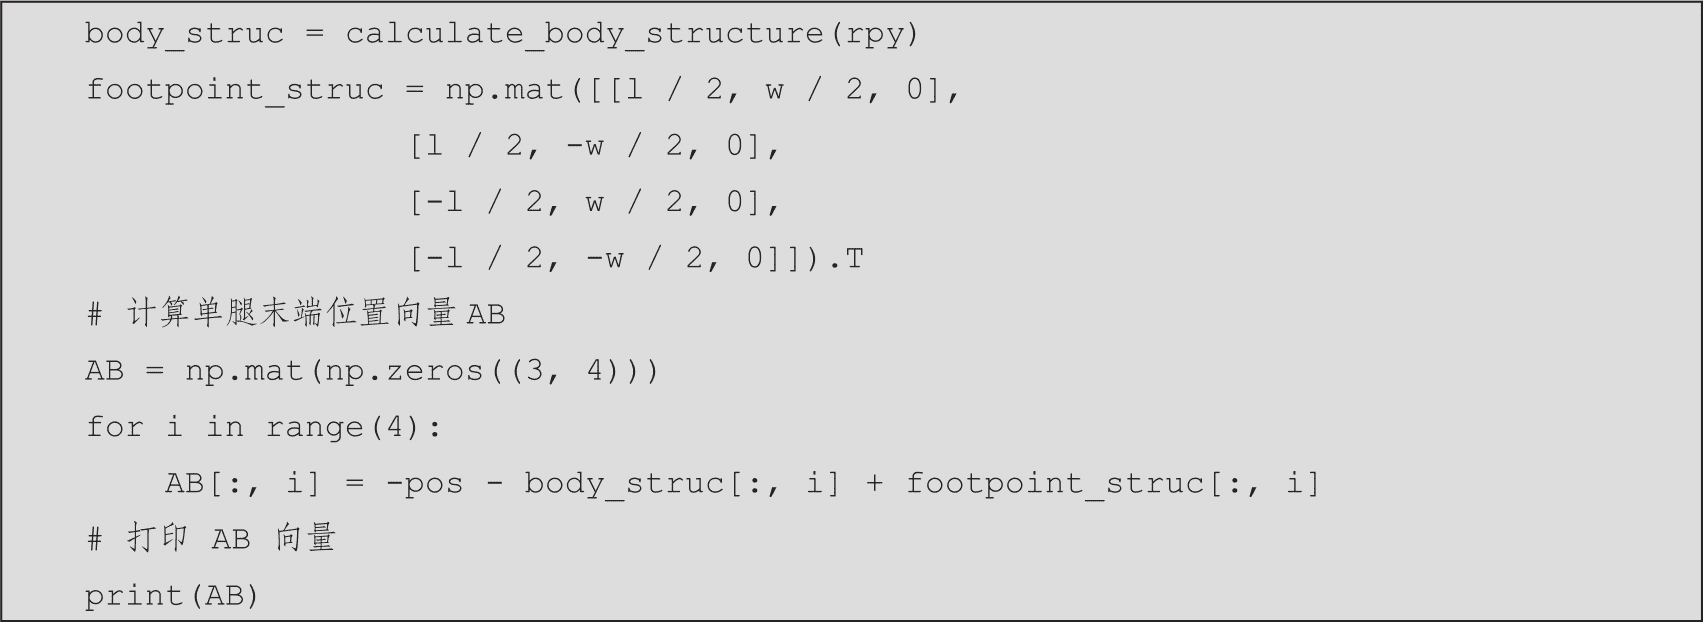 body_struc = calculate_body_structure(rpy)
footpoint_struc = np.mat([[l / 2, w / 2, 0],
[l / 2, -w / 2, 0],
[-l / 2, w / 2, 0],
[-l / 2, -w / 2, 0]]).T
# 计算单腿末端位置向量AB
AB = np.mat(np.zeros((3, 4)))
for i in range(4):
AB[:, i] = -pos - body_struc[:, i] + footpoint_struc[:, i]
# 打印 AB 向量
print(AB)